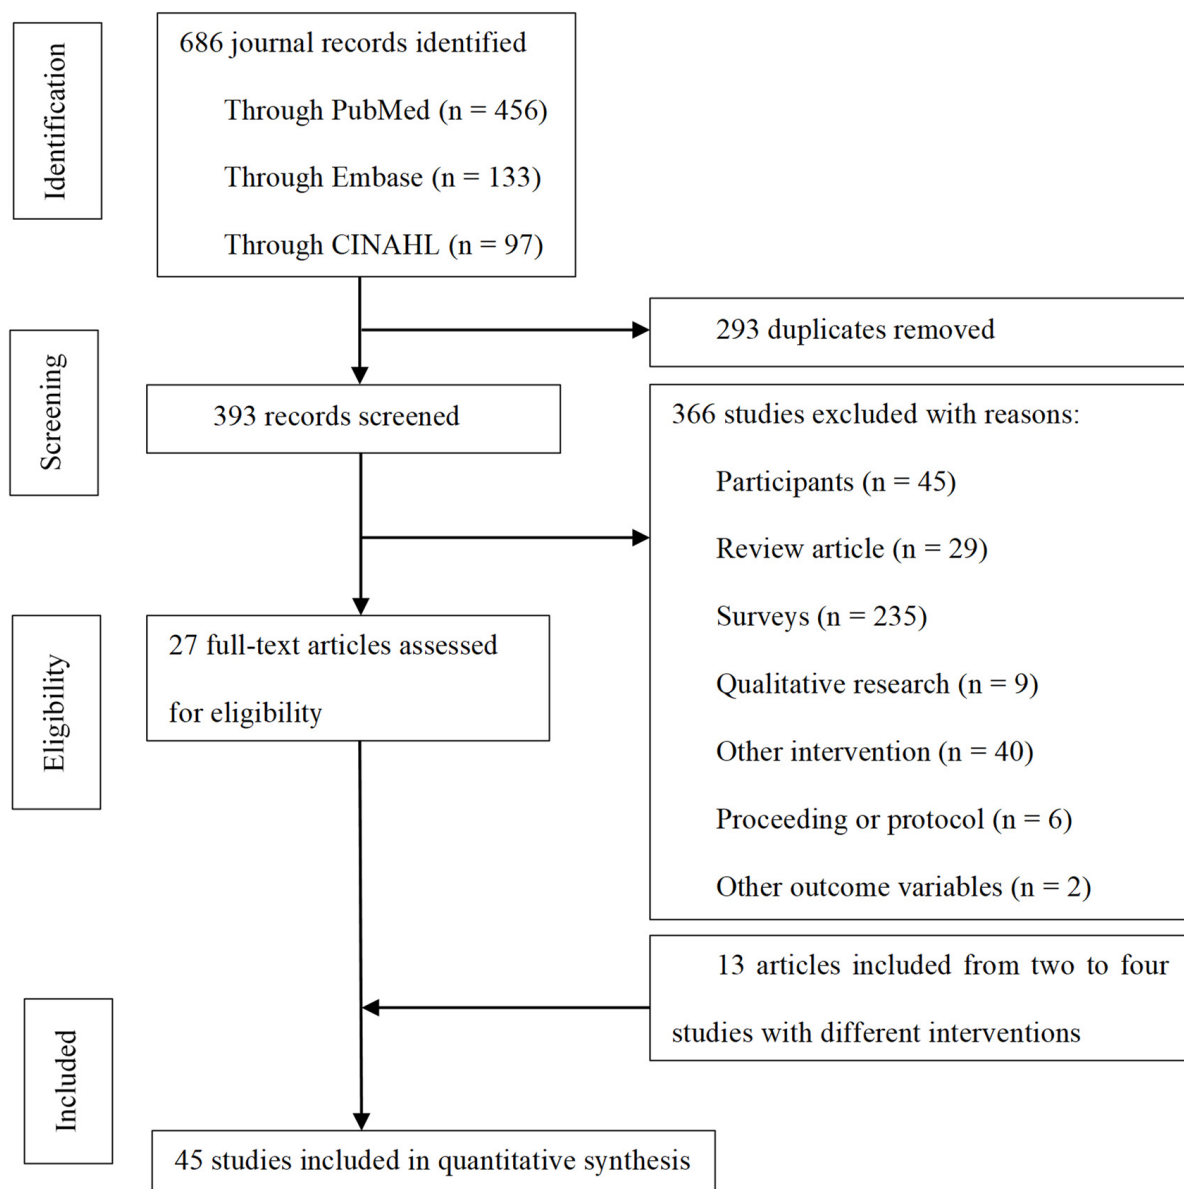 Identification
686 journal records identified
Through PubMed (n = 456)
Through Embase (n = 133)
Through CINAHL (n = 97)
293 duplicates removed
Screening
393 records screened
366 studies excluded with reasons:
Participants (n = 45)
Review article (n = 29)
Surveys (n = 235)
Qualitative research (n = 9)
Other intervention (n = 40)
Proceeding or protocol (n = 6)
Other outcome variables (n = 2)
Eligibility
27 full-text articles assessed
for eligibility
13 articles included from two to four
studies with different interventions
Included
45 studies included in quantitative synthesis